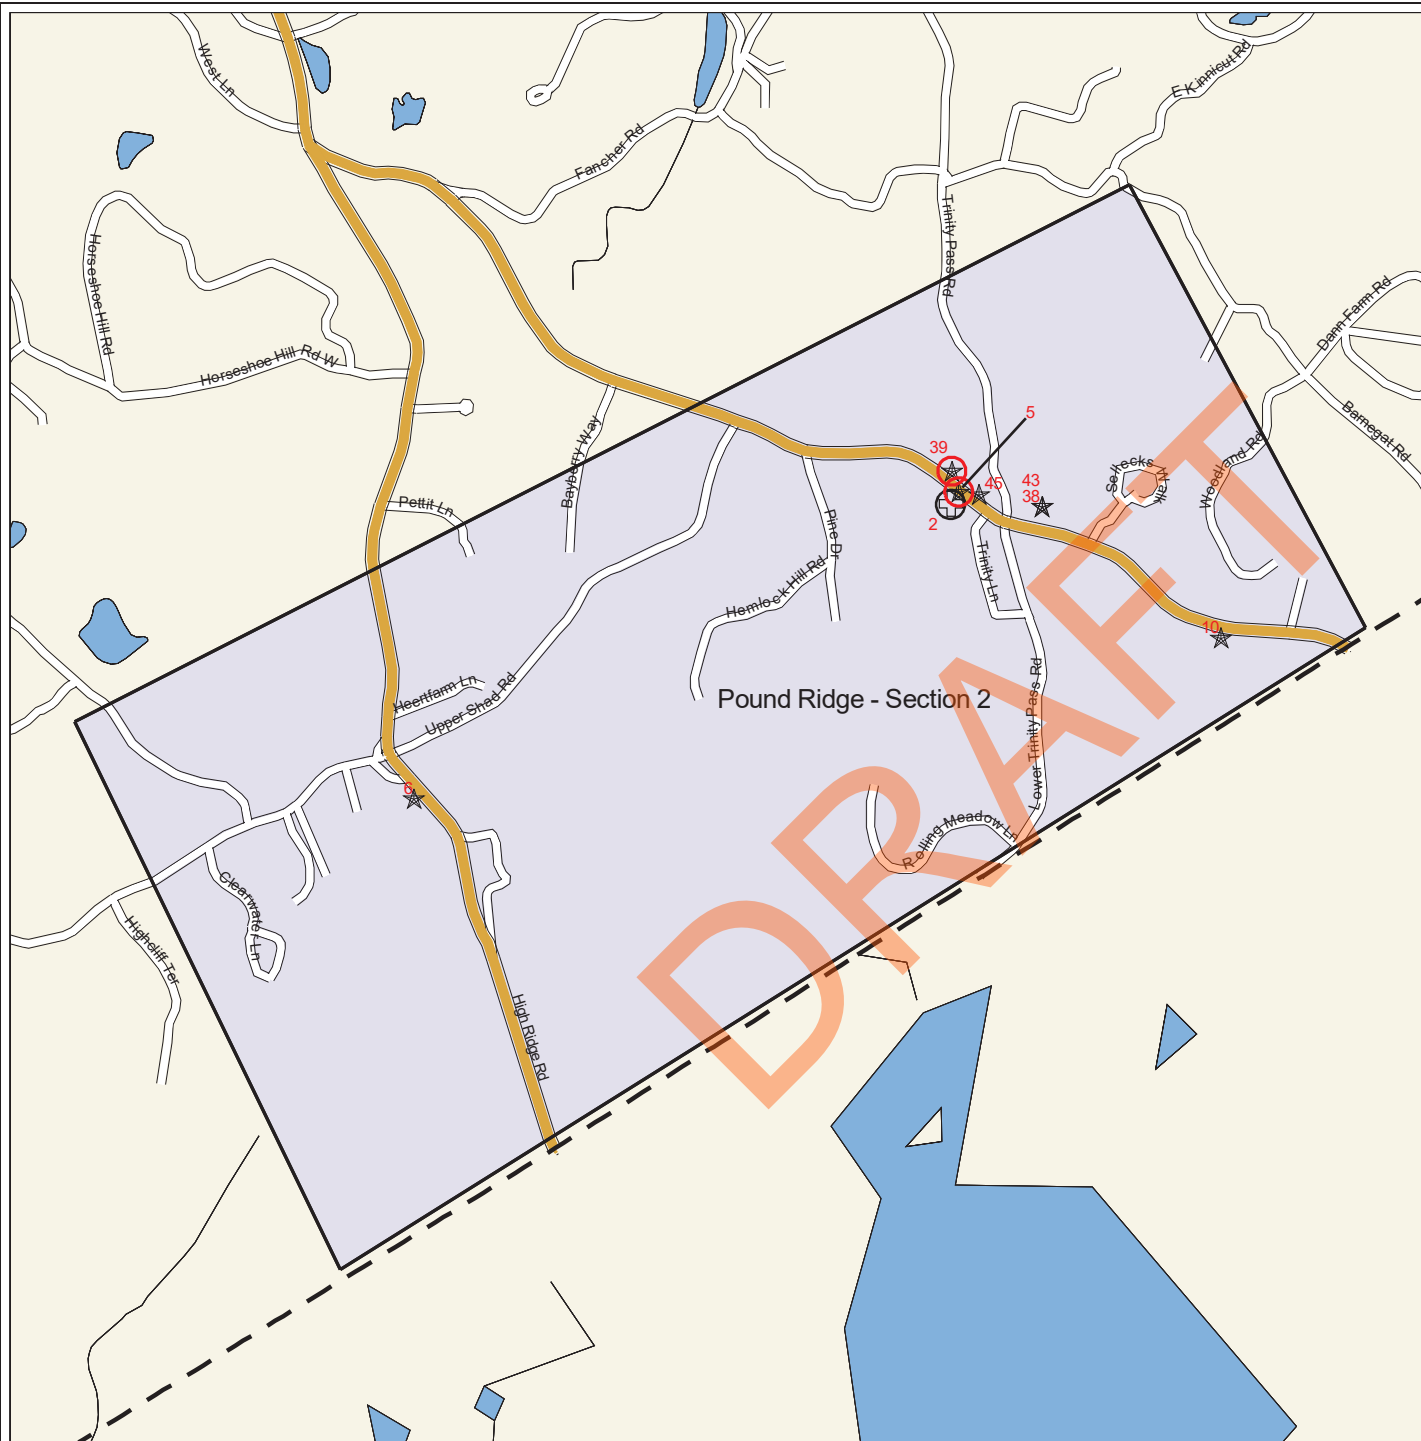 West Ln
E Kinnicut Rd
Fancher Rd
Trinity Pass Rd
Horseshoe Hill Rd
Horseshoe Hill Rd W
Dann Farm Rd
Barnegat Rd
Bayberry Way
5
39
45
43
38
2
Sellecks Walk
Woodland Rd
Pettit Ln
Pine Dr
Trinity Ln
Hemlock Hill Rd
10
Heertfarm Ln
Upper Shad Rd
Pound Ridge - Section 2
Lower Trinity Pass Rd
6
Rolling Meadow Ln
Clearwater Ln
Highcliff Ter
High Ridge Rd
DRAFT